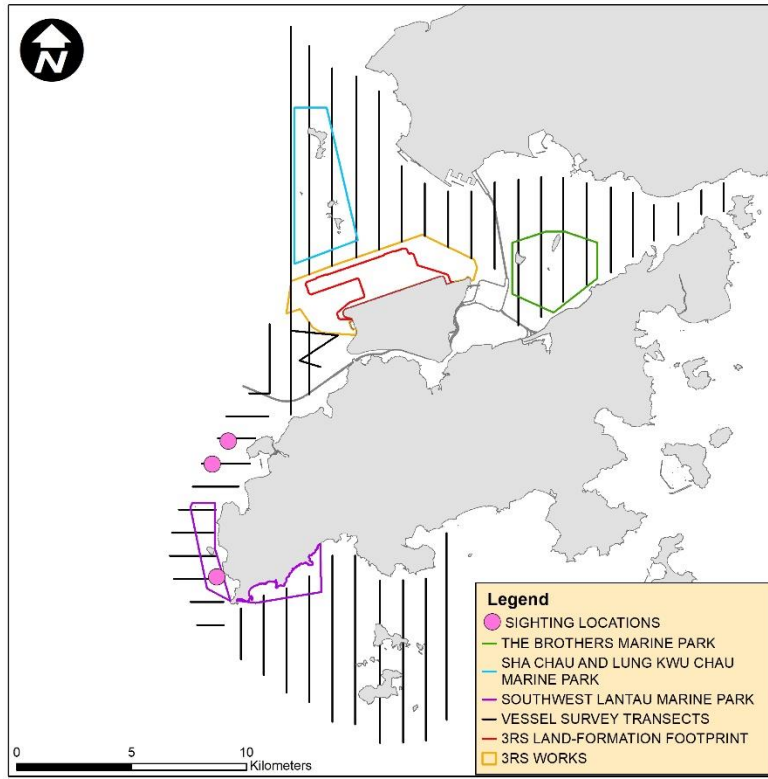 N
Legend
SIGHTING LOCATIONS
THE BROTHERS MARINE PARK
SHA CHAU AND LUNG KWU CHAU
MARINE PARK
SOUTHWEST LANTAU MARINE PARK
VESSEL SURVEY TRANSECTS
3RS LAND-FORMATION FOOTPRINT
3RS WORKS
0 5 10
Kilometers